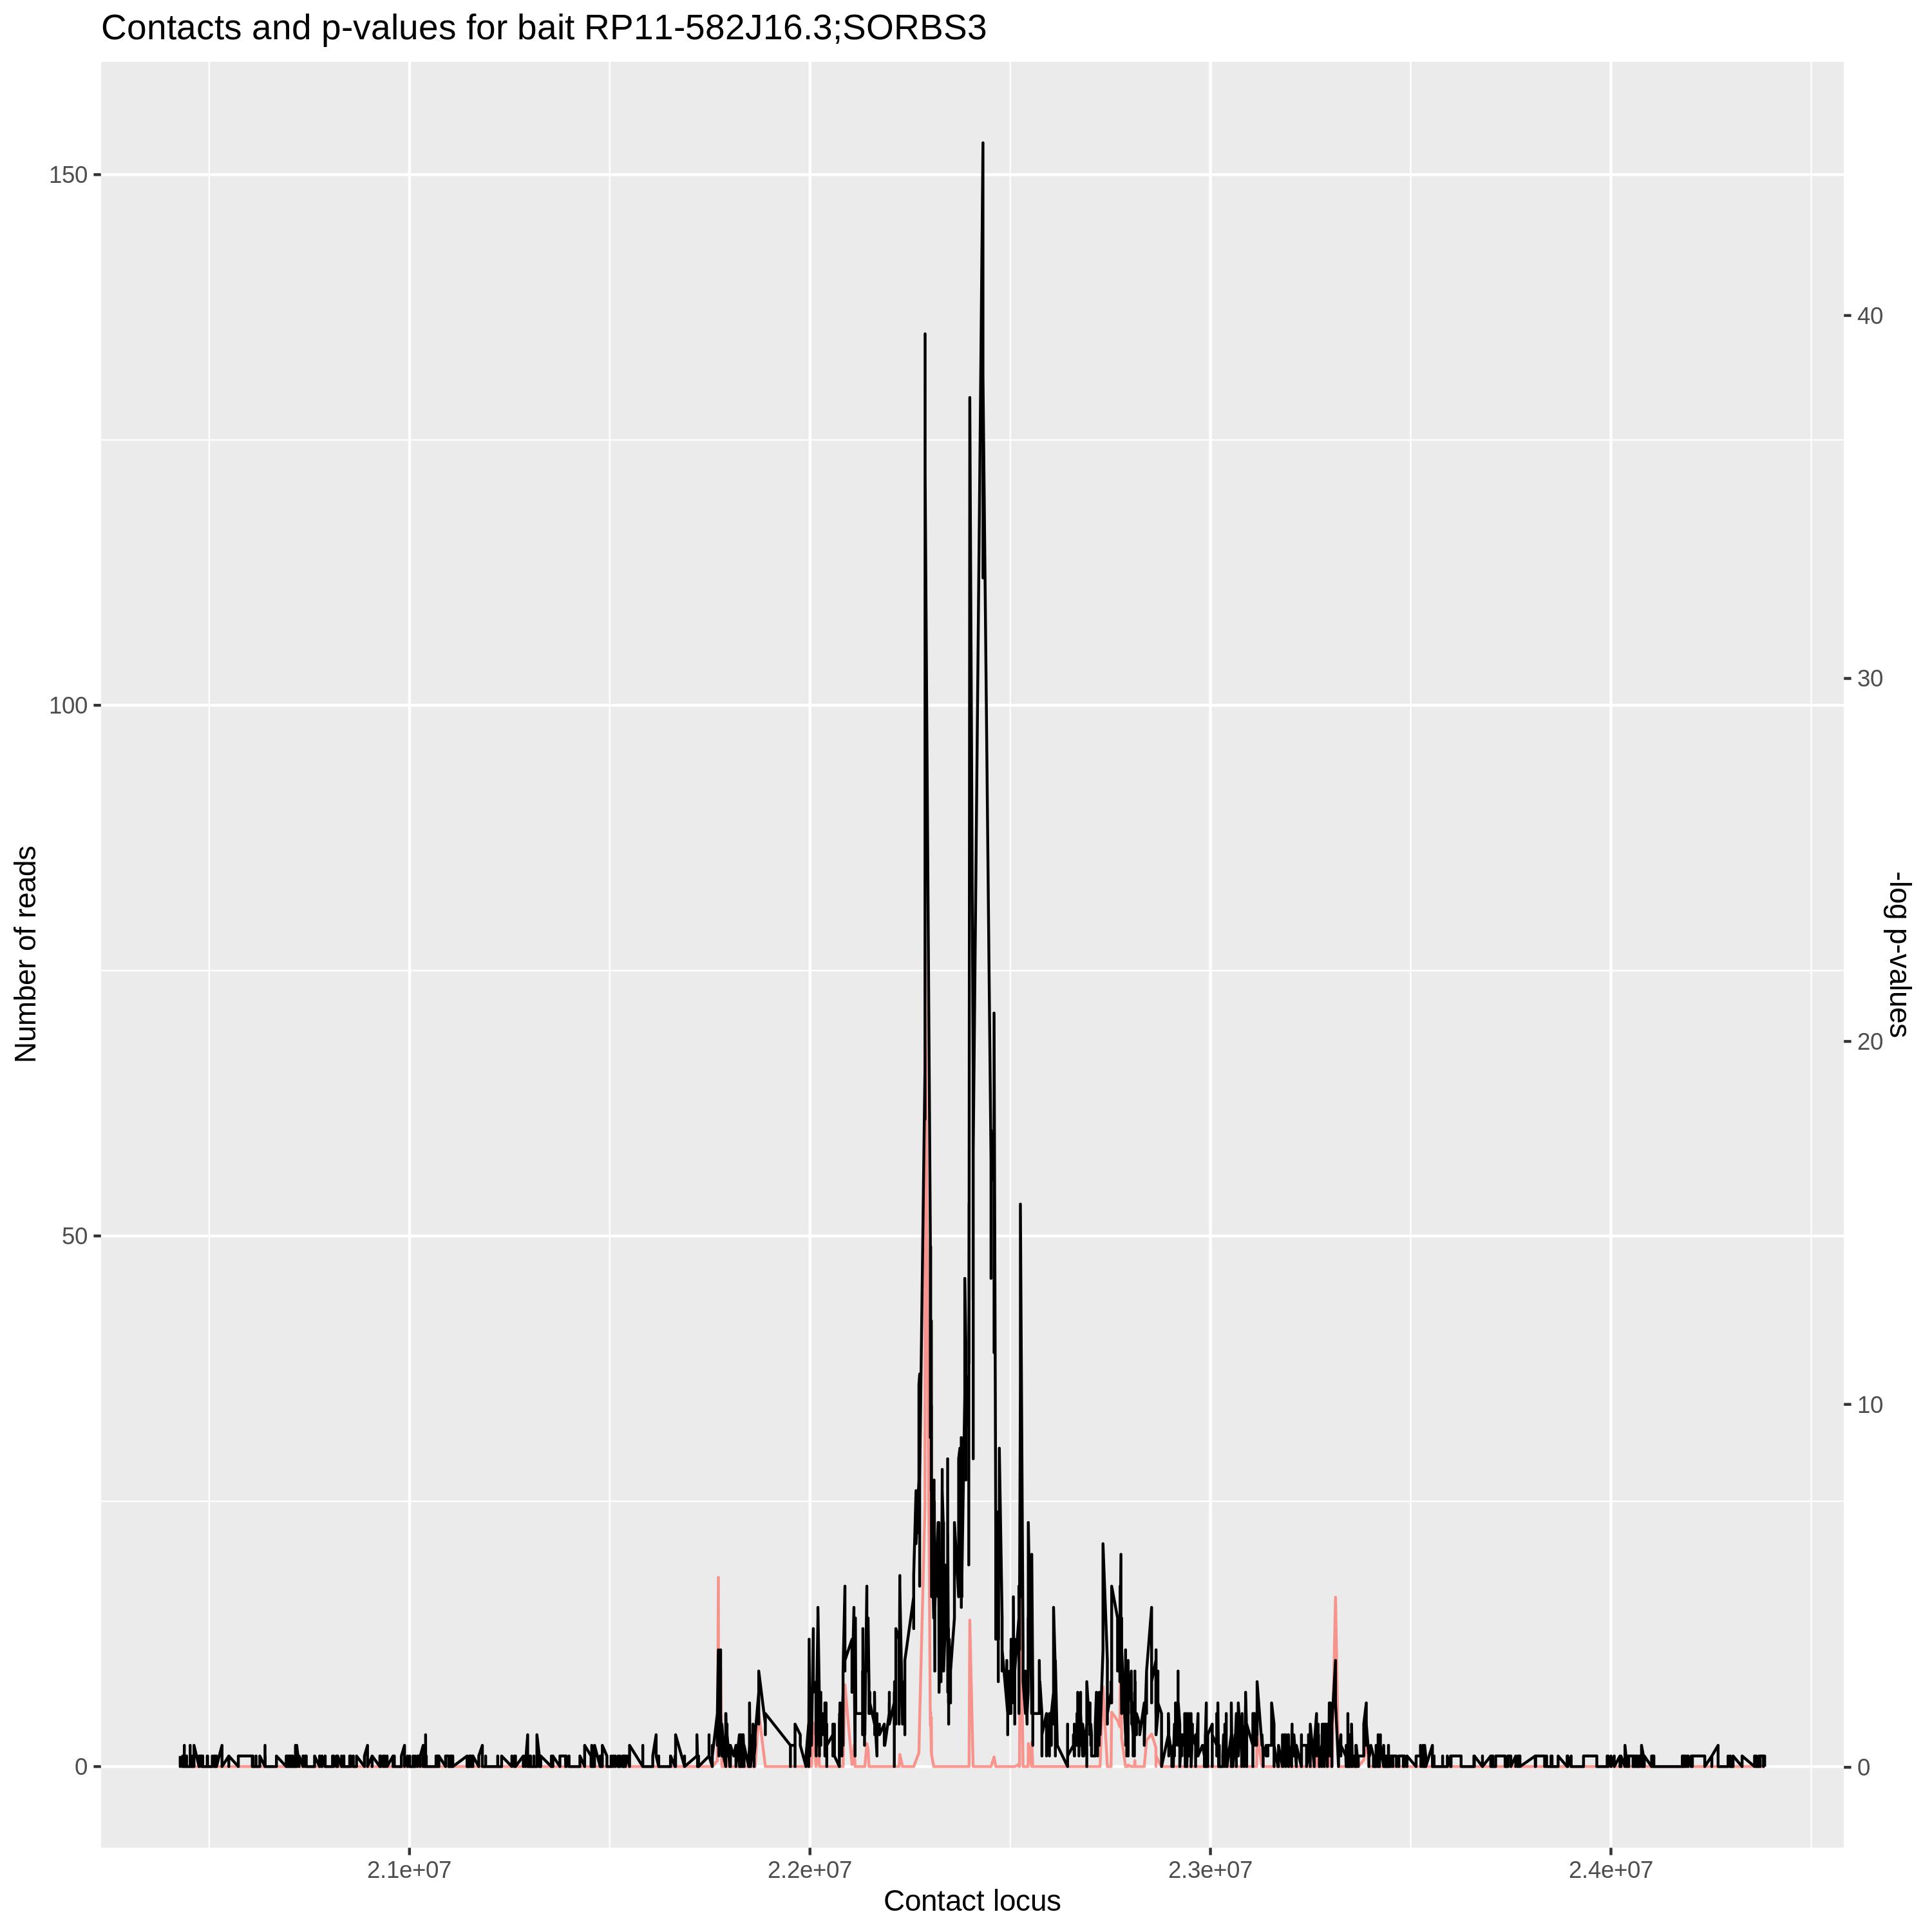 Contacts and p-values for bait RP11-582J16.3;SORBS3
150
100
50
0
Number of reads
40
30
20
10
0
-log p-values
2.1e+07 2.2e+07 2.3e+07 2.4e+07
Contact locus